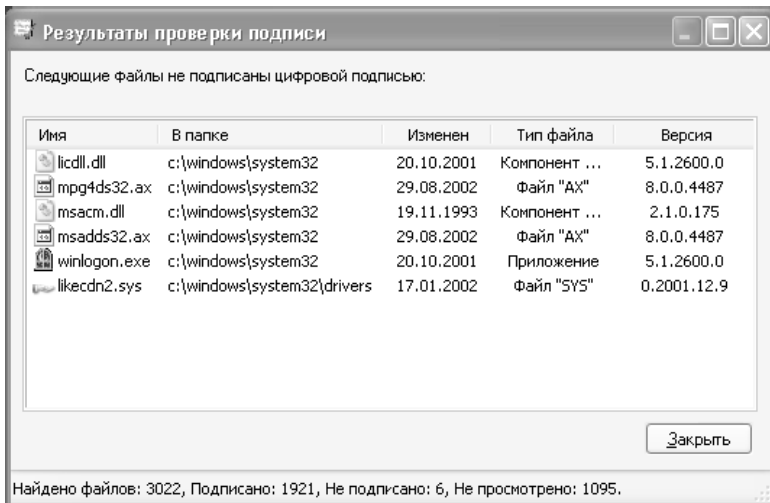 Результаты проверки подписи
Следующие файлы не подписаны цифровой подписью:
Имя В папке Изменен Тип файла Версия
licdll.dll c:\windows\system32 20.10.2001 Компонент ... 5.1.2600.0
mpg4ds32.ax c:\windows\system32 29.08.2002 Файл "AX" 8.0.0.4487
msacm.dll c:\windows\system32 19.11.1993 Компонент ... 2.1.0.175
msadds32.ax c:\windows\system32 29.08.2002 Файл "AX" 8.0.0.4487
winlogon.exe c:\windows\system32 20.10.2001 Приложение 5.1.2600.0
likecdn2.sys c:\windows\system32\drivers 17.01.2002 Файл "SYS" 0.2001.12.9
Закрыть
Найдено файлов: 3022, Подписано: 1921, Не подписано: 6, Не просмотрено: 1095.